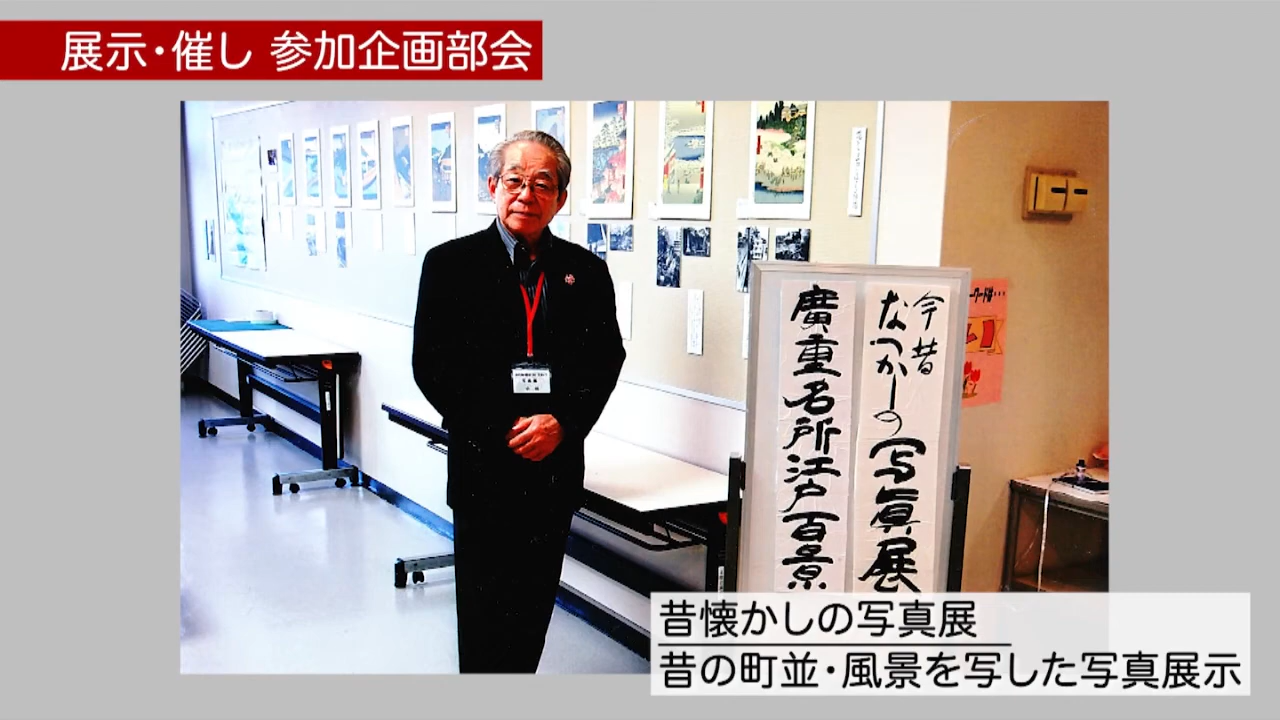 展示・催し 参加企画部会
今昔
なつかしの写真展
廣重名所江戸百景
昔懐かしの写真展
昔の町並・風景を写した写真展示